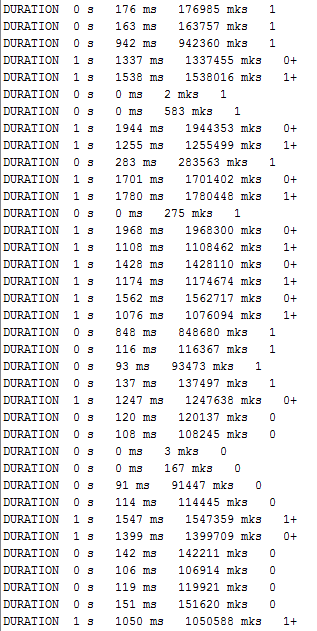 DURATION 0 s 176 ms 176985 mks 1
DURATION 0 s 163 ms 163757 mks 1
DURATION 0 s 942 ms 942360 mks 1
DURATION 1 s 1337 ms 1337455 mks 0+
DURATION 1 s 1538 ms 1538016 mks 1+
DURATION 0 s 0 ms 2 mks 1
DURATION 0 s 0 ms 583 mks 1
DURATION 1 s 1944 ms 1944353 mks 0+
DURATION 1 s 1255 ms 1255499 mks 1+
DURATION 0 s 283 ms 283563 mks 1
DURATION 1 s 1701 ms 1701402 mks 0+
DURATION 1 s 1780 ms 1780448 mks 1+
DURATION 0 s 0 ms 275 mks 1
DURATION 1 s 1968 ms 1968300 mks 0+
DURATION 1 s 1108 ms 1108462 mks 1+
DURATION 1 s 1428 ms 1428110 mks 0+
DURATION 1 s 1174 ms 1174674 mks 1+
DURATION 1 s 1562 ms 1562717 mks 0+
DURATION 1 s 1076 ms 1076094 mks 1+
DURATION 0 s 848 ms 848680 mks 1
DURATION 0 s 116 ms 116367 mks 1
DURATION 0 s 93 ms 93473 mks 1
DURATION 0 s 137 ms 137497 mks 1
DURATION 1 s 1247 ms 1247638 mks 0+
DURATION 0 s 120 ms 120137 mks 0
DURATION 0 s 108 ms 108245 mks 0
DURATION 0 s 0 ms 3 mks 0
DURATION 0 s 0 ms 167 mks 0
DURATION 0 s 91 ms 91447 mks 0
DURATION 0 s 114 ms 114445 mks 0
DURATION 1 s 1547 ms 1547359 mks 1+
DURATION 1 s 1399 ms 1399709 mks 0+
DURATION 0 s 142 ms 142211 mks 0
DURATION 0 s 106 ms 106914 mks 0
DURATION 0 s 119 ms 119921 mks 0
DURATION 0 s 151 ms 151620 mks 0
DURATION 1 s 1050 ms 1050588 mks 1+